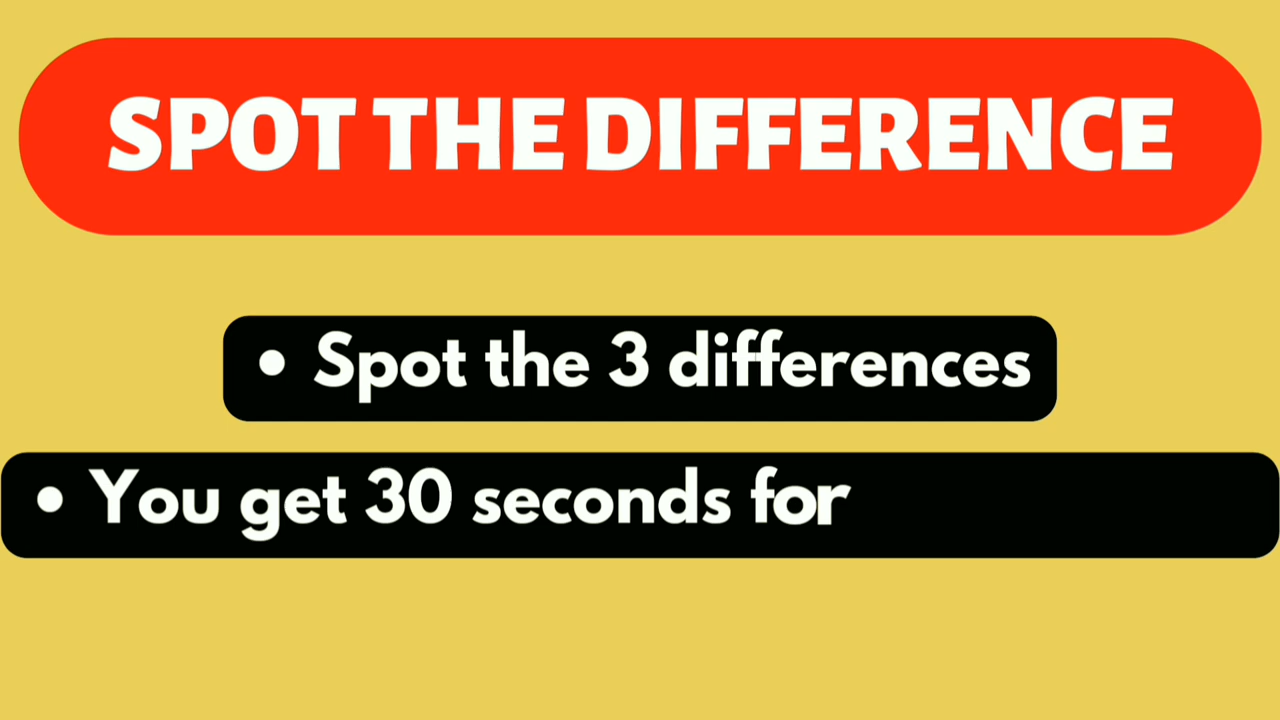 SPOT THE DIFFERENCE
• Spot the 3 differences
• You get 30 seconds for